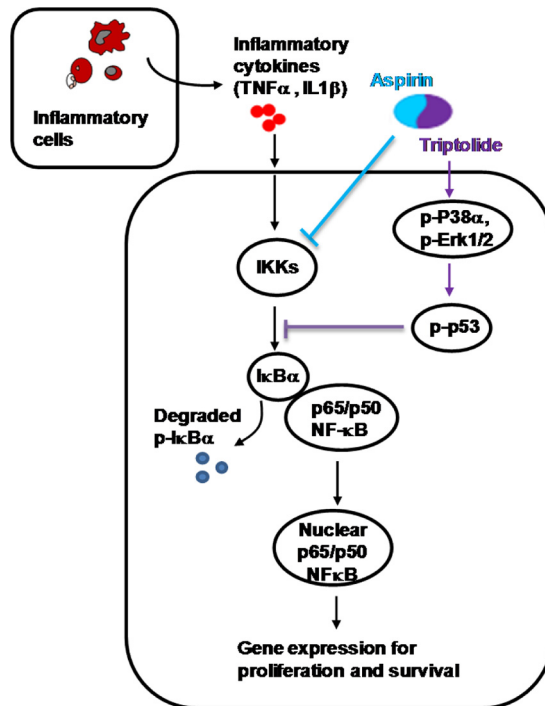 Inflammatory
cytokines
(TNFα , IL1β)
Inflammatory
cells
Aspirin
Triptolide
p-P38α,
p-Erk1/2
IKKs
p-p53
IκBα
p65/p50
NF-κB
Degraded
p-IκBα
Nuclear
p65/p50
NFκB
Gene expression for
proliferation and survival